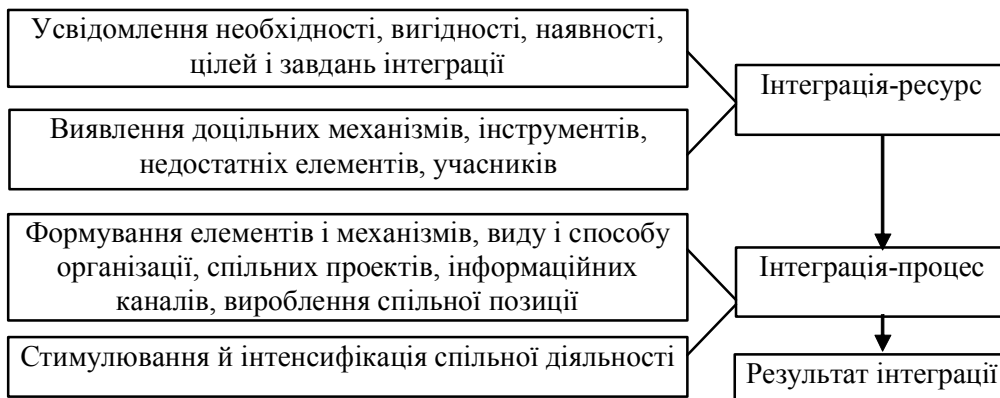 Усвідомлення необхідності, вигідності, наявності,
цілей і завдань інтеграції
Інтеграція-ресурс
Виявлення доцільних механізмів, інструментів,
недостатніх елементів, учасників
Формування елементів і механізмів, виду і способу
організації, спільних проектів, інформаційних
каналів, вироблення спільної позиції
Інтеграція-процес
Стимулювання й інтенсифікація спільної діяльності
Результат інтеграції